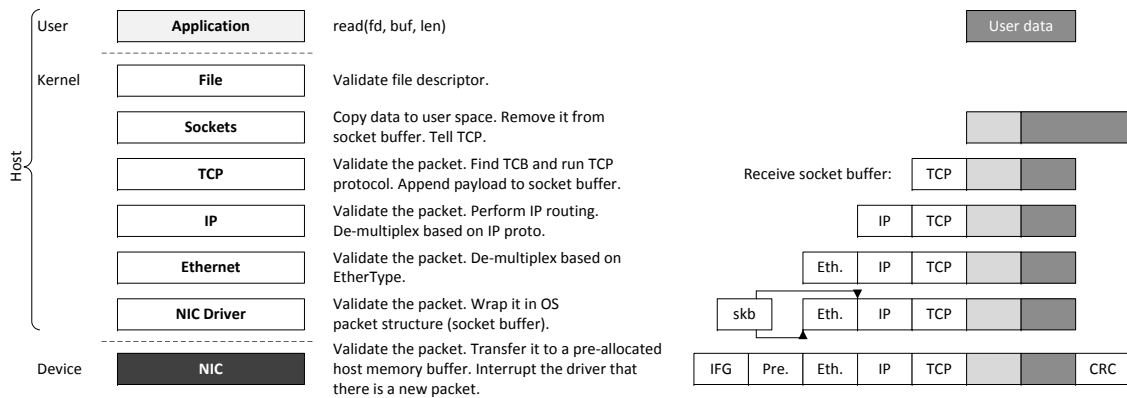 User
Application
read(fd, buf, len)
User data
Kernel
File
Validate file descriptor.
Sockets
Copy data to user space. Remove it from
socket buffer. Tell TCP.
Host
TCP
Validate the packet. Find TCB and run TCP
protocol. Append payload to socket buffer.
Receive socket buffer:
TCP
IP
Validate the packet. Perform IP routing.
De-multiplex based on IP proto.
IP TCP
Ethernet
Validate the packet. De-multiplex based on
EtherType.
Eth. IP TCP
NIC Driver
Validate the packet. Wrap it in OS
packet structure (socket buffer).
skb Eth. IP TCP
Device
NIC
Validate the packet. Transfer it to a pre-allocated
host memory buffer. Interrupt the driver that
there is a new packet.
IFG Pre. Eth. IP TCP CRC